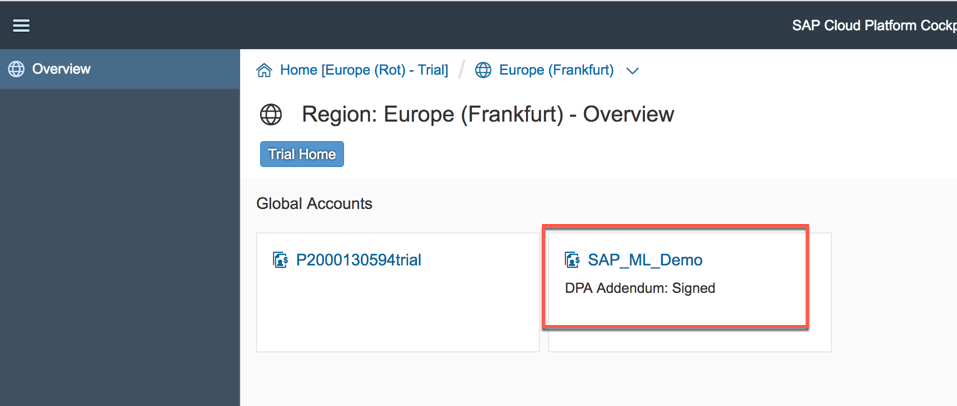 SAP Cloud Platform Cockp
Overview
Home [Europe (Rot) - Trial] / Europe (Frankfurt)
Region: Europe (Frankfurt) - Overview
Trial Home
Global Accounts
P2000130594trial
SAP_ML_Demo
DPA Addendum: Signed